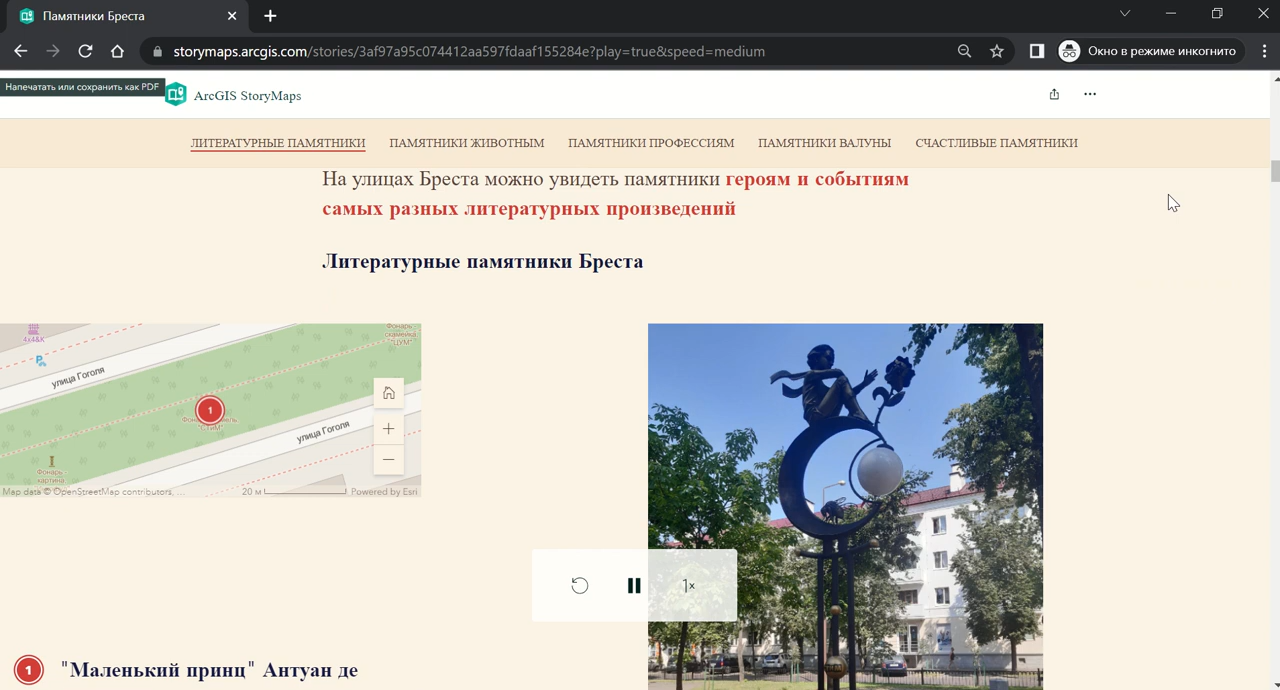 Памятники Бреста
storymaps.arcgis.com/stories/3af97a95c074412aa597fdaaf155284e?play=true&speed=medium
Окно в режиме инкогнито
Напечатать или сохранить как PDF
ArcGIS StoryMaps
ЛИТЕРАТУРНЫЕ ПАМЯТНИКИ ПАМЯТНИКИ ЖИВОТНЫМ ПАМЯТНИКИ ПРОФЕССИЯМ ПАМЯТНИКИ ВАЛУНЫ СЧАСТЛИВЫЕ ПАМЯТНИКИ
На улицах Бреста можно увидеть памятники героям и событиям
самых разных литературных произведений
Литературные памятники Бреста
4x4&K
Фонарь-
скамейка
"ЦУМ"
улица Гоголя
1
улица Гоголя
Фонарь -
картина
Map data © OpenStreetMap contributors, ...
20 м
Powered by Esri
1x
1 "Маленький принц" Антуан де